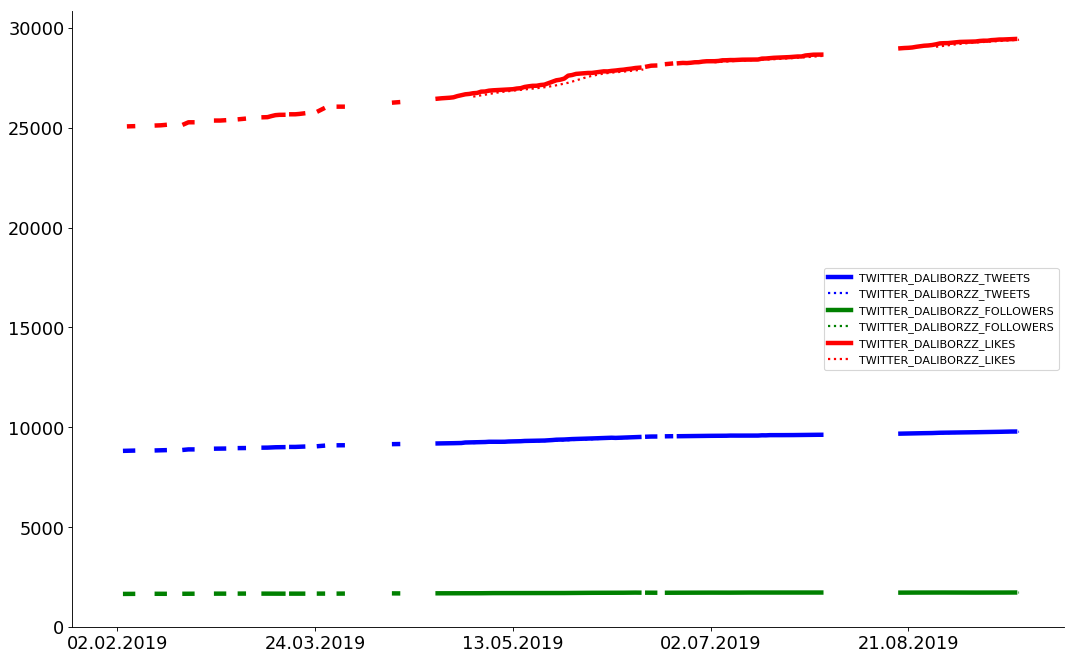 30000
25000
20000
15000
10000
5000
0
02.02.2019 24.03.2019 13.05.2019 02.07.2019 21.08.2019
TWITTER_DALIBORZZ_TWEETS
TWITTER_DALIBORZZ_TWEETS
TWITTER_DALIBORZZ_FOLLOWERS
TWITTER_DALIBORZZ_FOLLOWERS
TWITTER_DALIBORZZ_LIKES
TWITTER_DALIBORZZ_LIKES